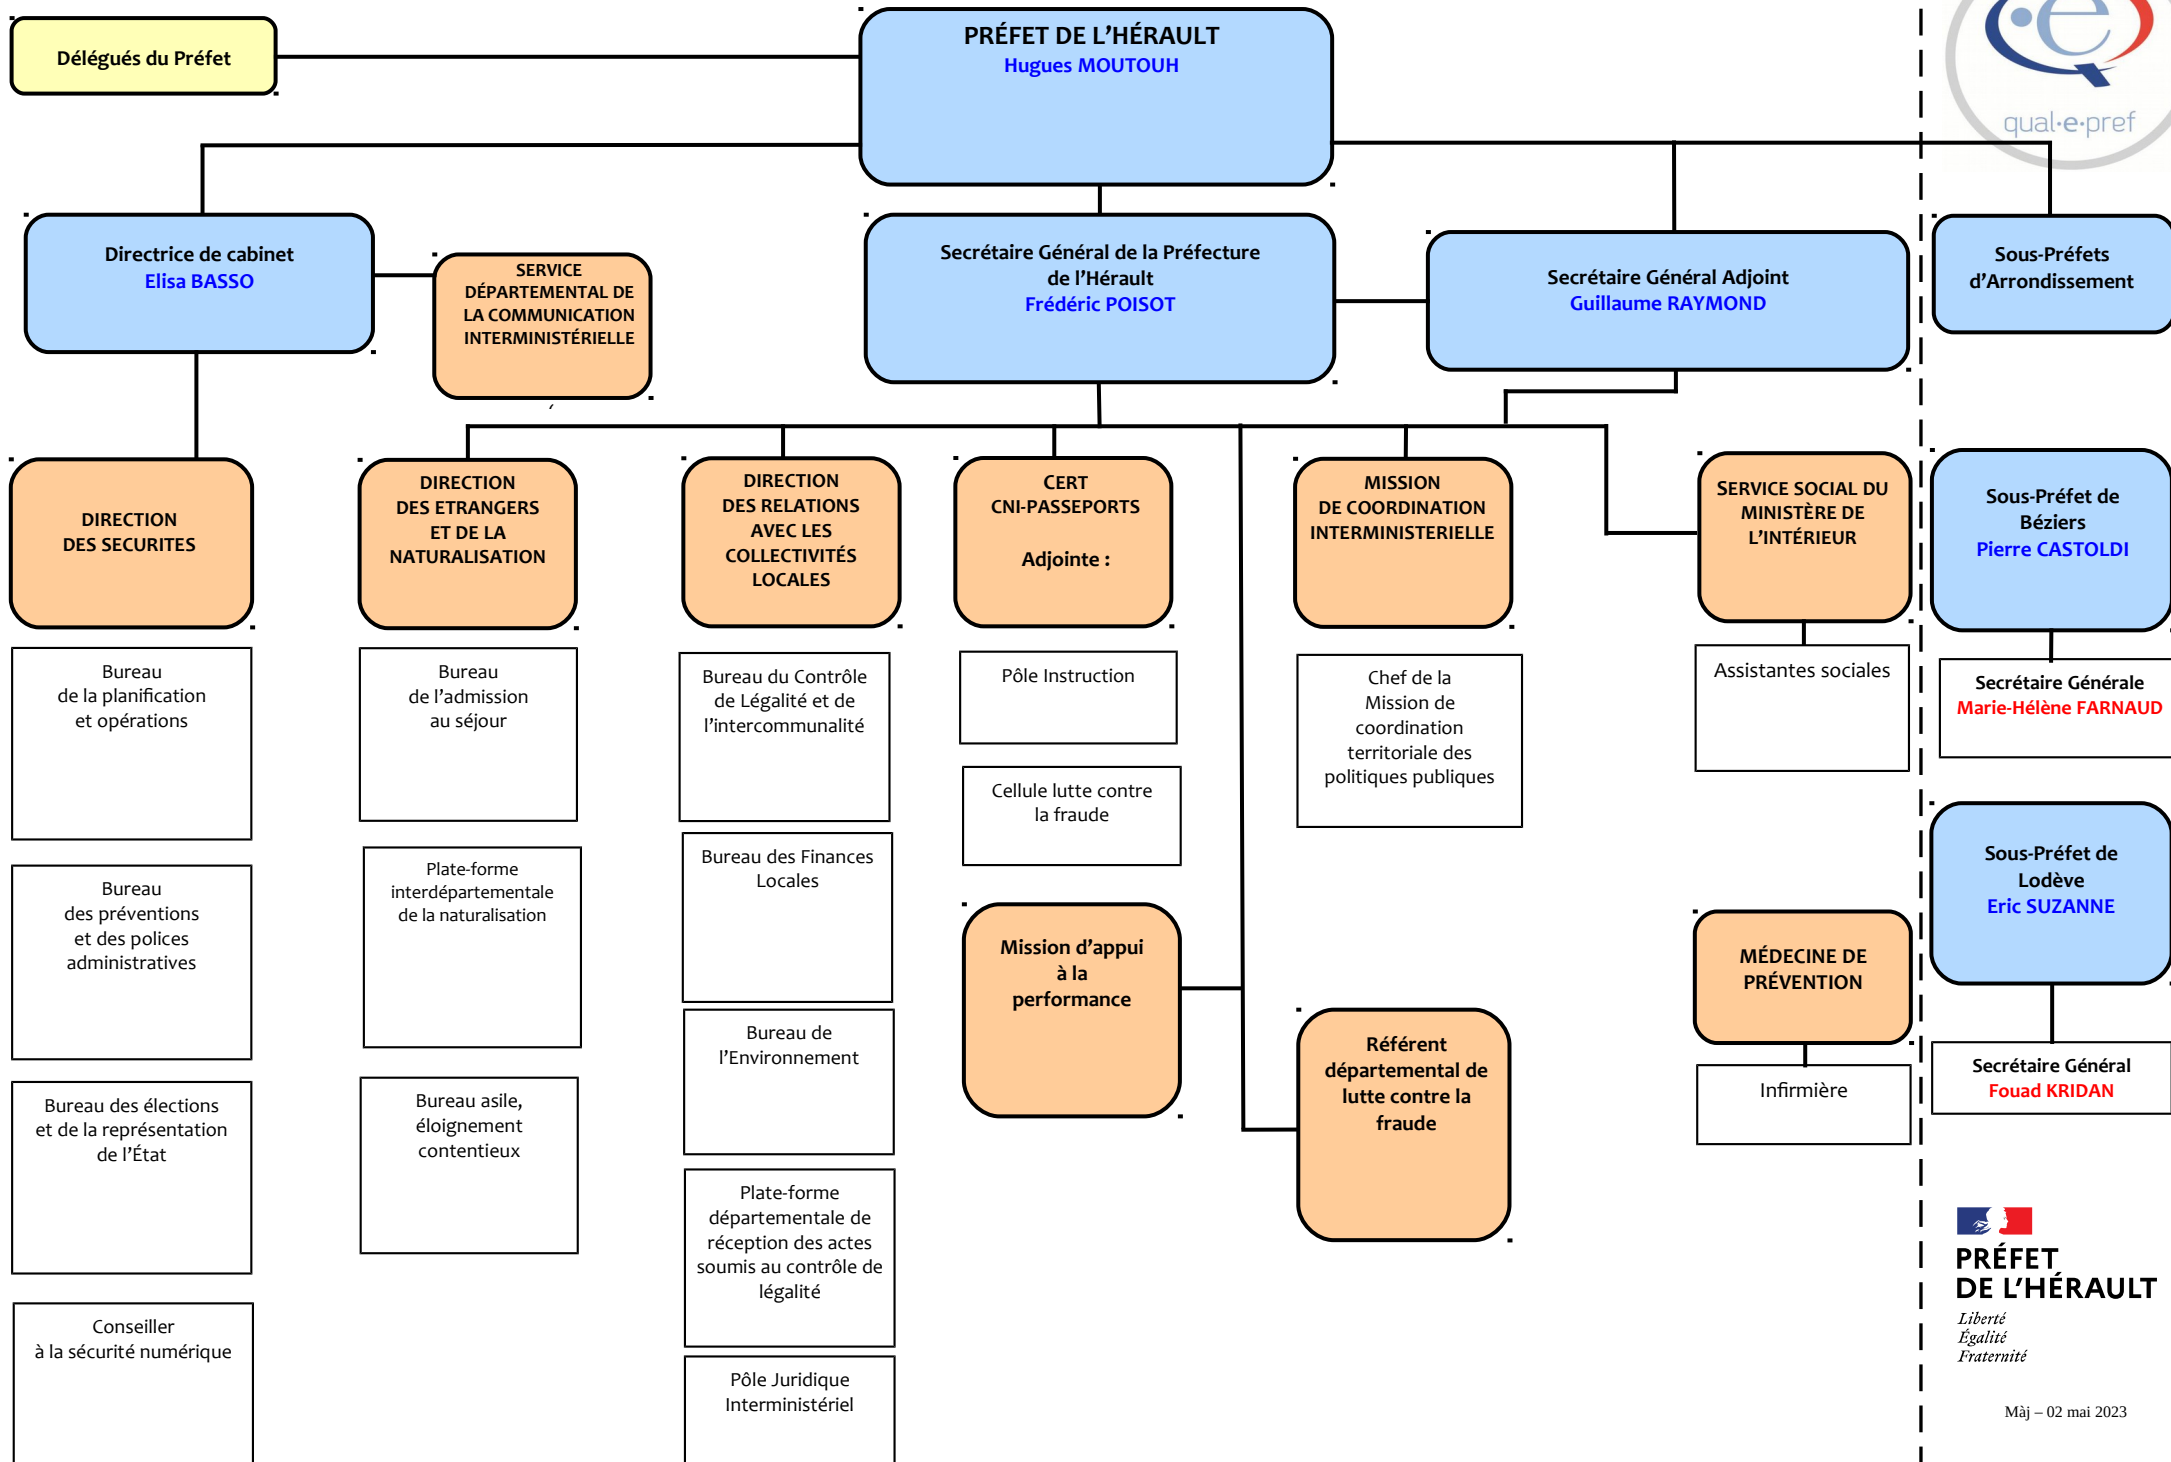 Délégués du Préfet
PRÉFET DE L’HÉRAULT
Hugues MOUTOUH
qual·e·pref
Directrice de cabinet
Elisa BASSO
SERVICE
DÉPARTEMENTAL DE
LA COMMUNICATION
INTERMINISTÉRIELLE
Secrétaire Général de la Préfecture
de l’Hérault
Frédéric POISOT
Secrétaire Général Adjoint
Guillaume RAYMOND
Sous-Préfets
d’Arrondissement
DIRECTION
DES SECURITES
DIRECTION
DES ETRANGERS
ET DE LA
NATURALISATION
DIRECTION
DES RELATIONS
AVEC LES
COLLECTIVITÉS
LOCALES
CERT
CNI-PASSEPORTS
Adjointe :
MISSION
DE COORDINATION
INTERMINISTERIELLE
SERVICE SOCIAL DU
MINISTÈRE DE
L’INTÉRIEUR
Sous-Préfet de
Béziers
Pierre CASTOLDI
Bureau
de la planification
et opérations
Bureau
de l’admission
au séjour
Bureau du Contrôle
de Légalité et de
l’intercommunalité
Pôle Instruction
Chef de la
Mission de
coordination
territoriale des
politiques publiques
Assistantes sociales
Secrétaire Générale
Marie-Hélène FARNAUD
Cellule lutte contre
la fraude
Bureau
des préventions
et des polices
administratives
Plate-forme
interdépartementale
de la naturalisation
Bureau des Finances
Locales
Sous-Préfet de
Lodève
Eric SUZANNE
Mission d’appui
à la
performance
MÉDECINE DE
PRÉVENTION
Bureau de
l’Environnement
Référent
départemental de
lutte contre la
fraude
Infirmière
Secrétaire Général
Fouad KRIDAN
Bureau des élections
et de la représentation
de l’État
Bureau asile,
éloignement
contentieux
Plate-forme
départementale de
réception des actes
soumis au contrôle de
légalité
Conseiller
à la sécurité numérique
Pôle Juridique
Interministériel
PRÉFET
DE L’HÉRAULT
Liberté
Égalité
Fraternité
Màj – 02 mai 2023